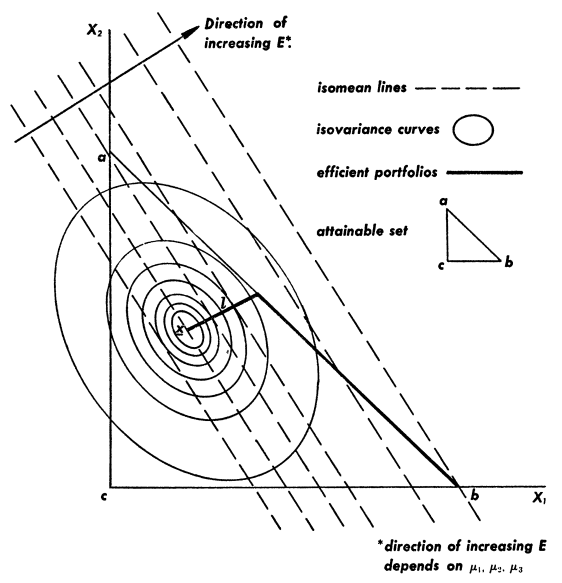 X₂
Direction of
increasing E*.
isomean lines
isovariance curves
efficient portfolios
attainable set
a
c
b
a
l
x
c
b
X₁
*direction of increasing E
depends on μ₁, μ₂, μ₃